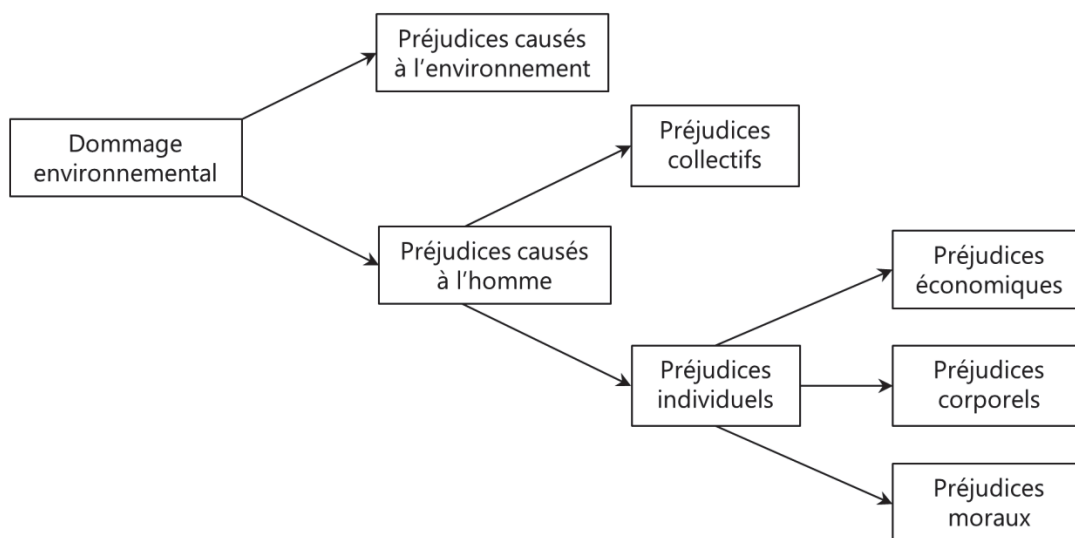 Préjudices causés
à l’environnement
Dommage
environnemental
Préjudices
collectifs
Préjudices causés
à l’homme
Préjudices
économiques
Préjudices
individuels
Préjudices
corporels
Préjudices
moraux